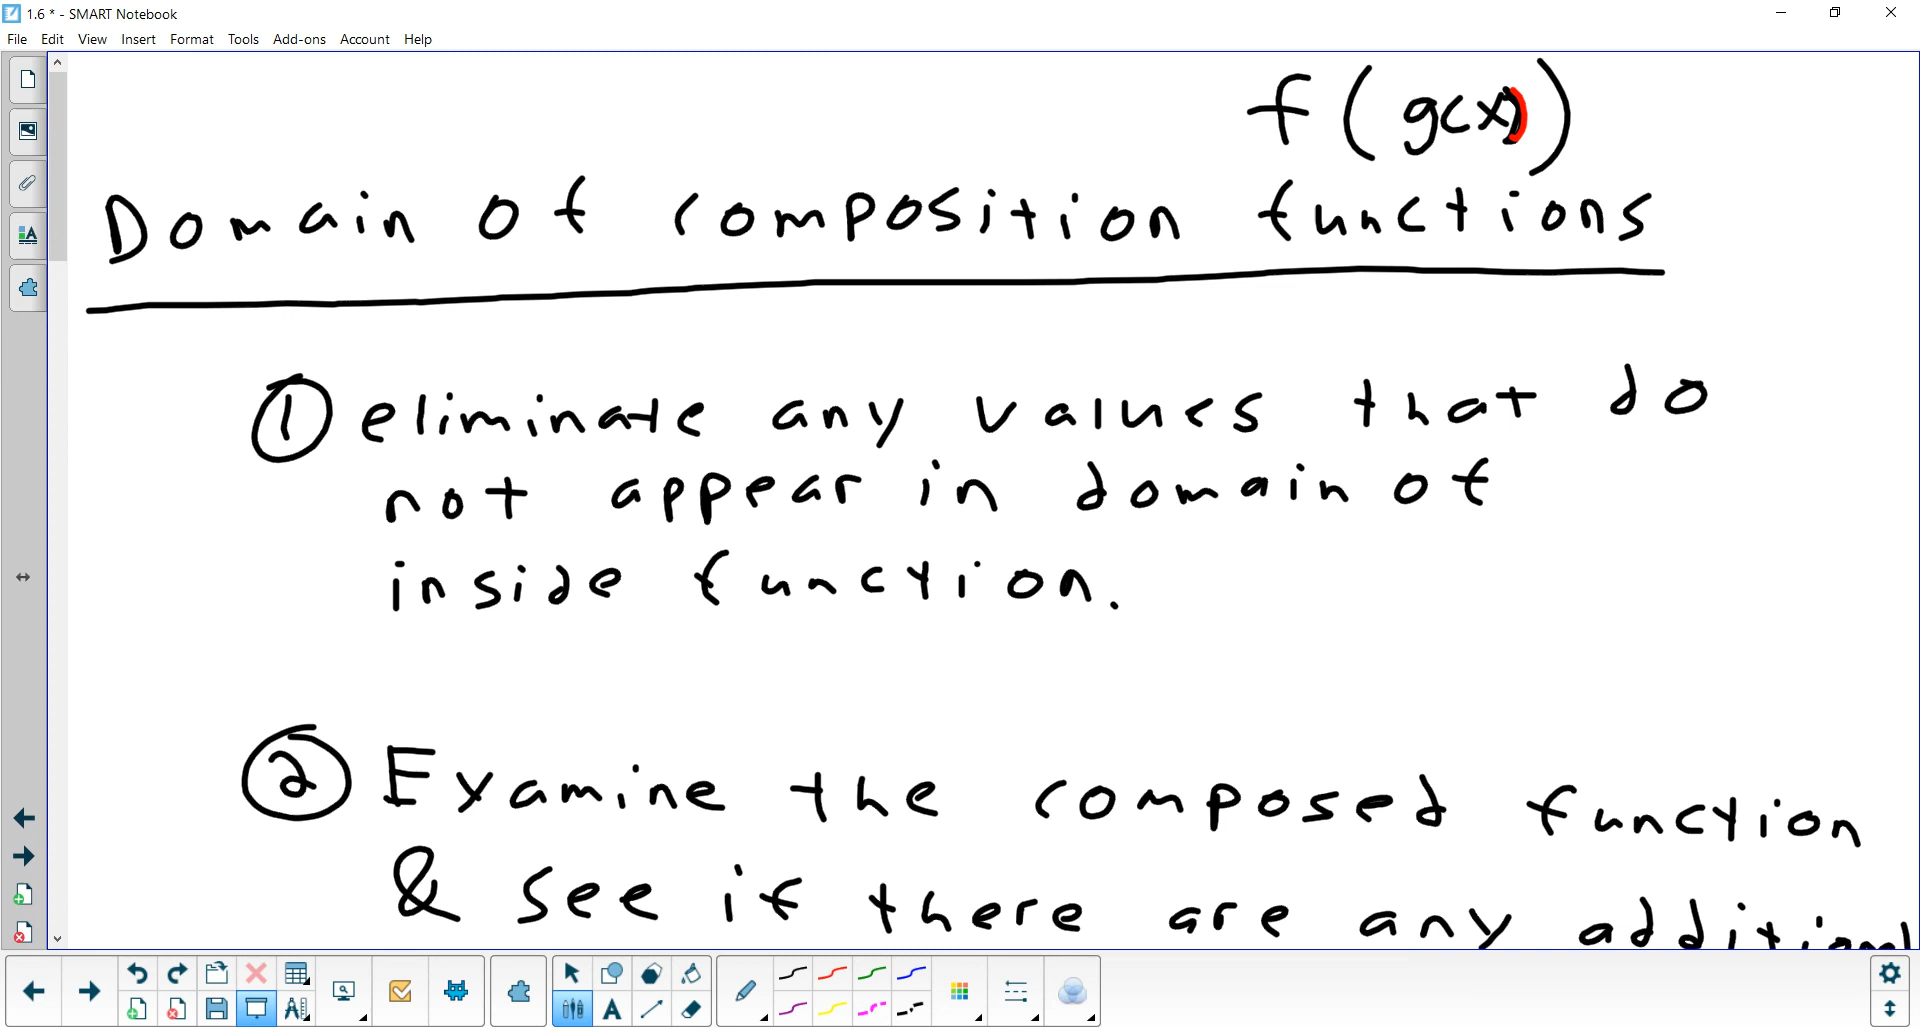 1.6 * - SMART Notebook
File Edit View Insert Format Tools Add-ons Account Help
f(g(x))
Domain of composition functions
① eliminate any values that do
not appear in domain of
inside function.
② Examine the composed function
& see if there are any additional